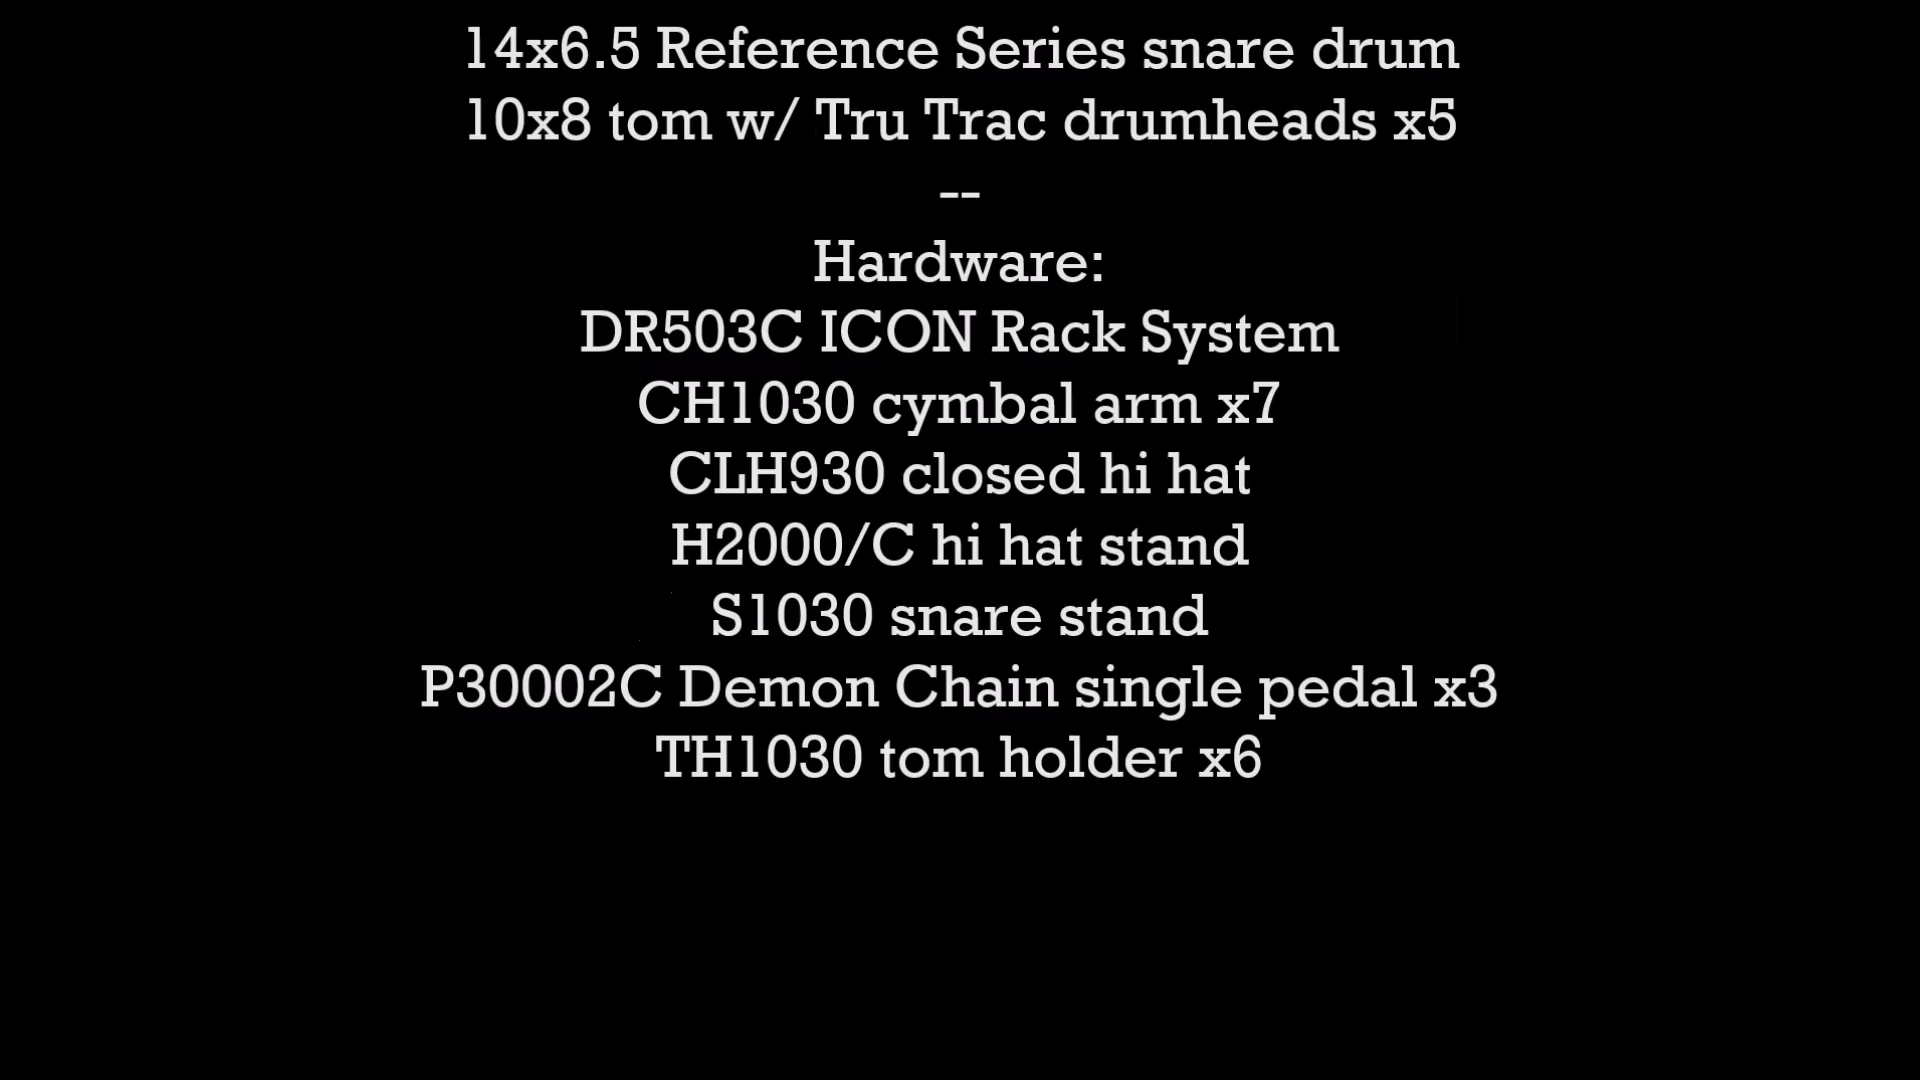 14x6.5 Reference Series snare drum
10x8 tom w/ Tru Trac drumheads x5
--
Hardware:
DR503C ICON Rack System
CH1030 cymbal arm x7
CLH930 closed hi hat
H2000/C hi hat stand
S1030 snare stand
P30002C Demon Chain single pedal x3
TH1030 tom holder x6